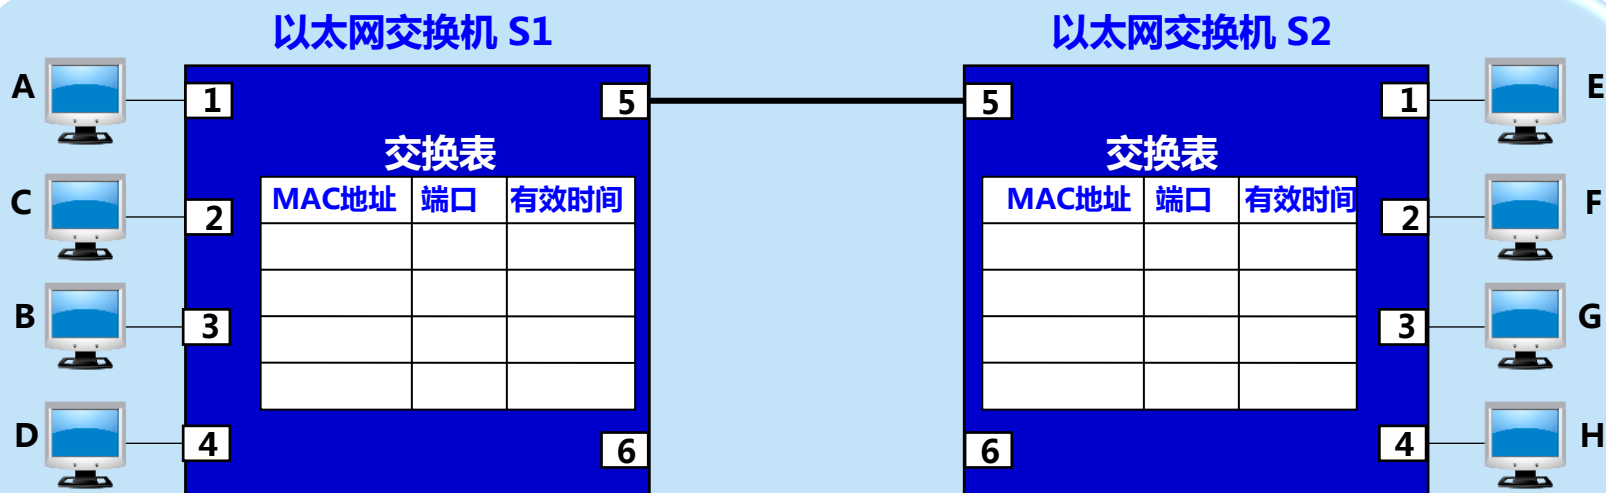 以太网交换机 S1
以太网交换机 S2
A
1
5
5
1
E
交换表
交换表
MAC地址 端口 有效时间
MAC地址 端口 有效时间
C
2
2
F
B
3
3
G
D
4
6
6
4
H